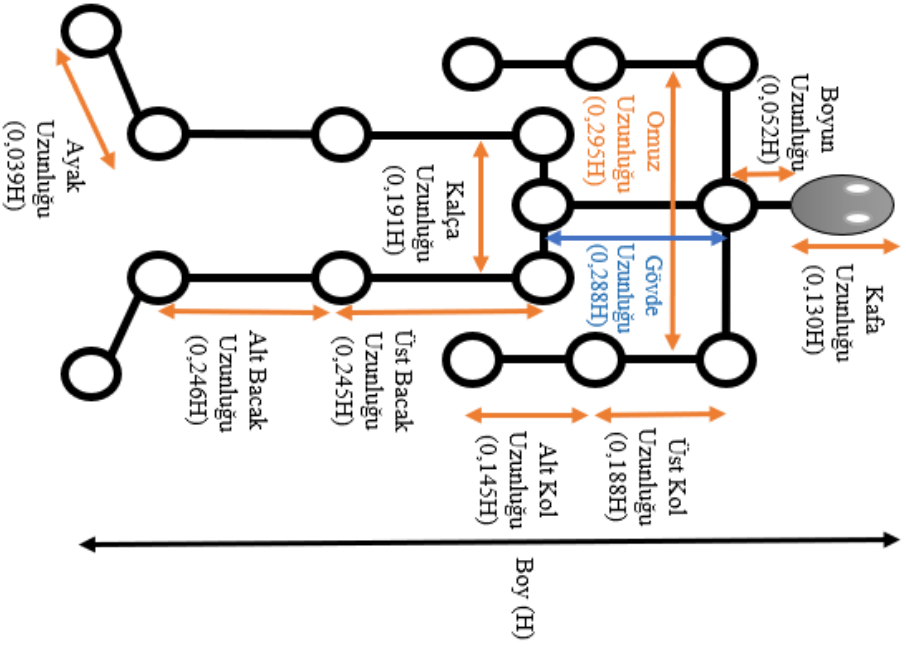 Kafa
Uzunluğu
(0,130H)
Boyun
Uzunluğu
(0,052H)
Omuz
Uzunluğu
(0,295H)
Gövde
Uzunluğu
(0,288H)
Üst Kol
Uzunluğu
(0,188H)
Alt Kol
Uzunluğu
(0,145H)
Kalça
Uzunluğu
(0,191H)
Üst Bacak
Uzunluğu
(0,245H)
Alt Bacak
Uzunluğu
(0,246H)
Ayak
Uzunluğu
(0,039H)
Boy (H)